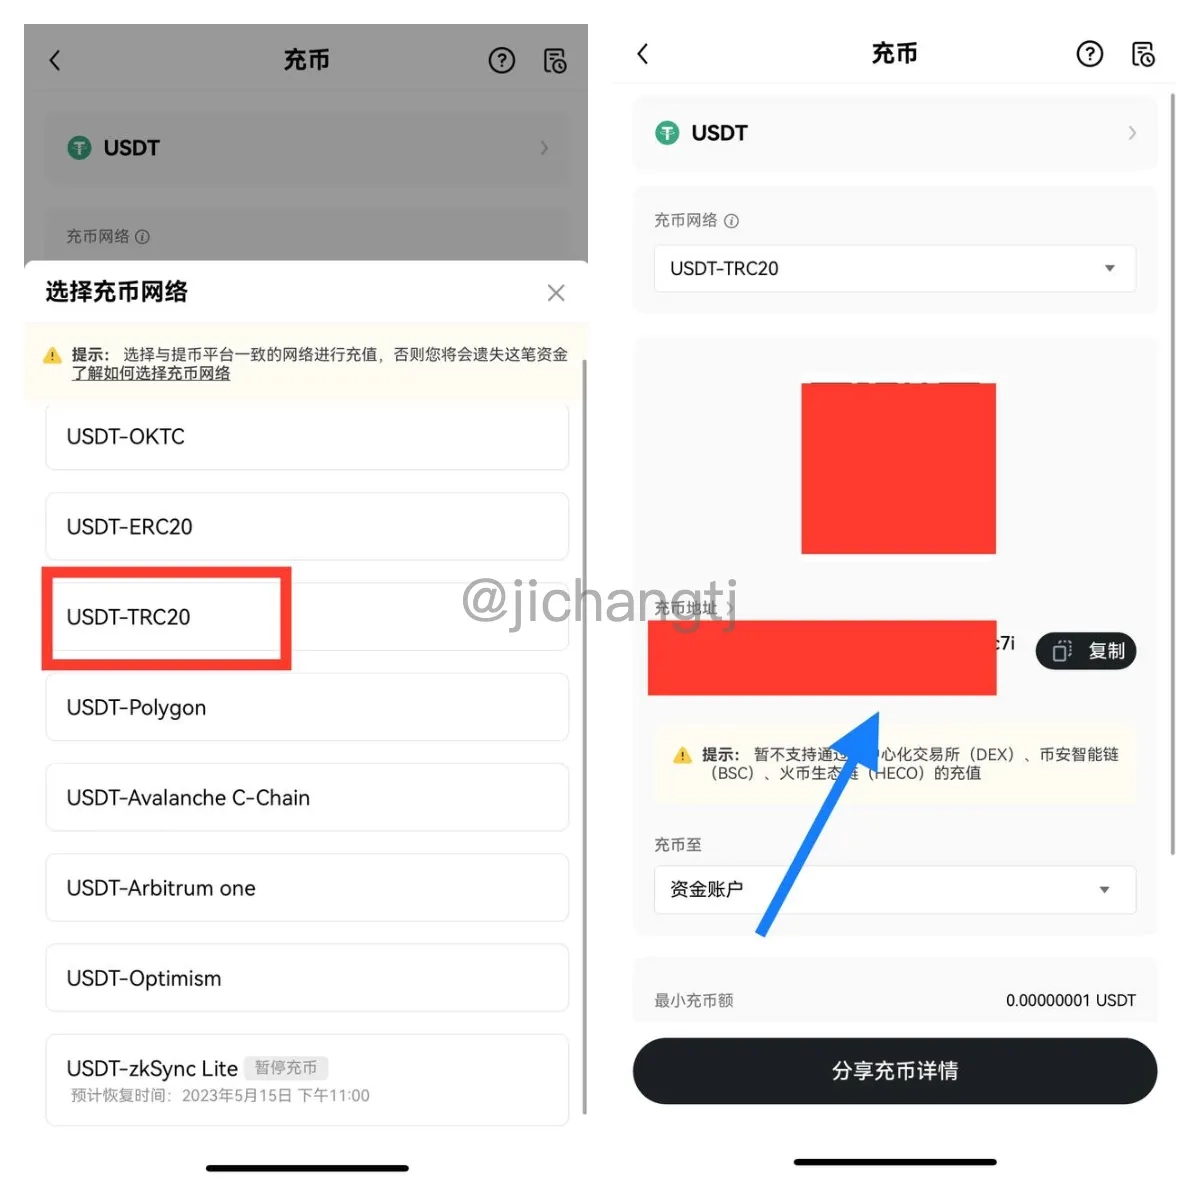 充币
USDT
充币网络
选择充币网络
提示： 选择与提币平台一致的网络进行充值，否则您将会遗失这笔资金
了解如何选择充币网络
USDT-OKTC
USDT-ERC20
USDT-TRC20
USDT-Polygon
USDT-Avalanche C-Chain
USDT-Arbitrum one
USDT-Optimism
USDT-zkSync Lite 暂停充币
预计恢复时间：2023年5月15日 下午11:00
@jichangtj
充币
USDT
充币网络
USDT-TRC20
充币地址
7i
复制
提示： 暂不支持通过 中心化交易所（DEX）、币安智能链
（BSC）、火币生态链（HECO）的充值
充币至
资金账户
最小充币额 0.00000001 USDT
分享充币详情